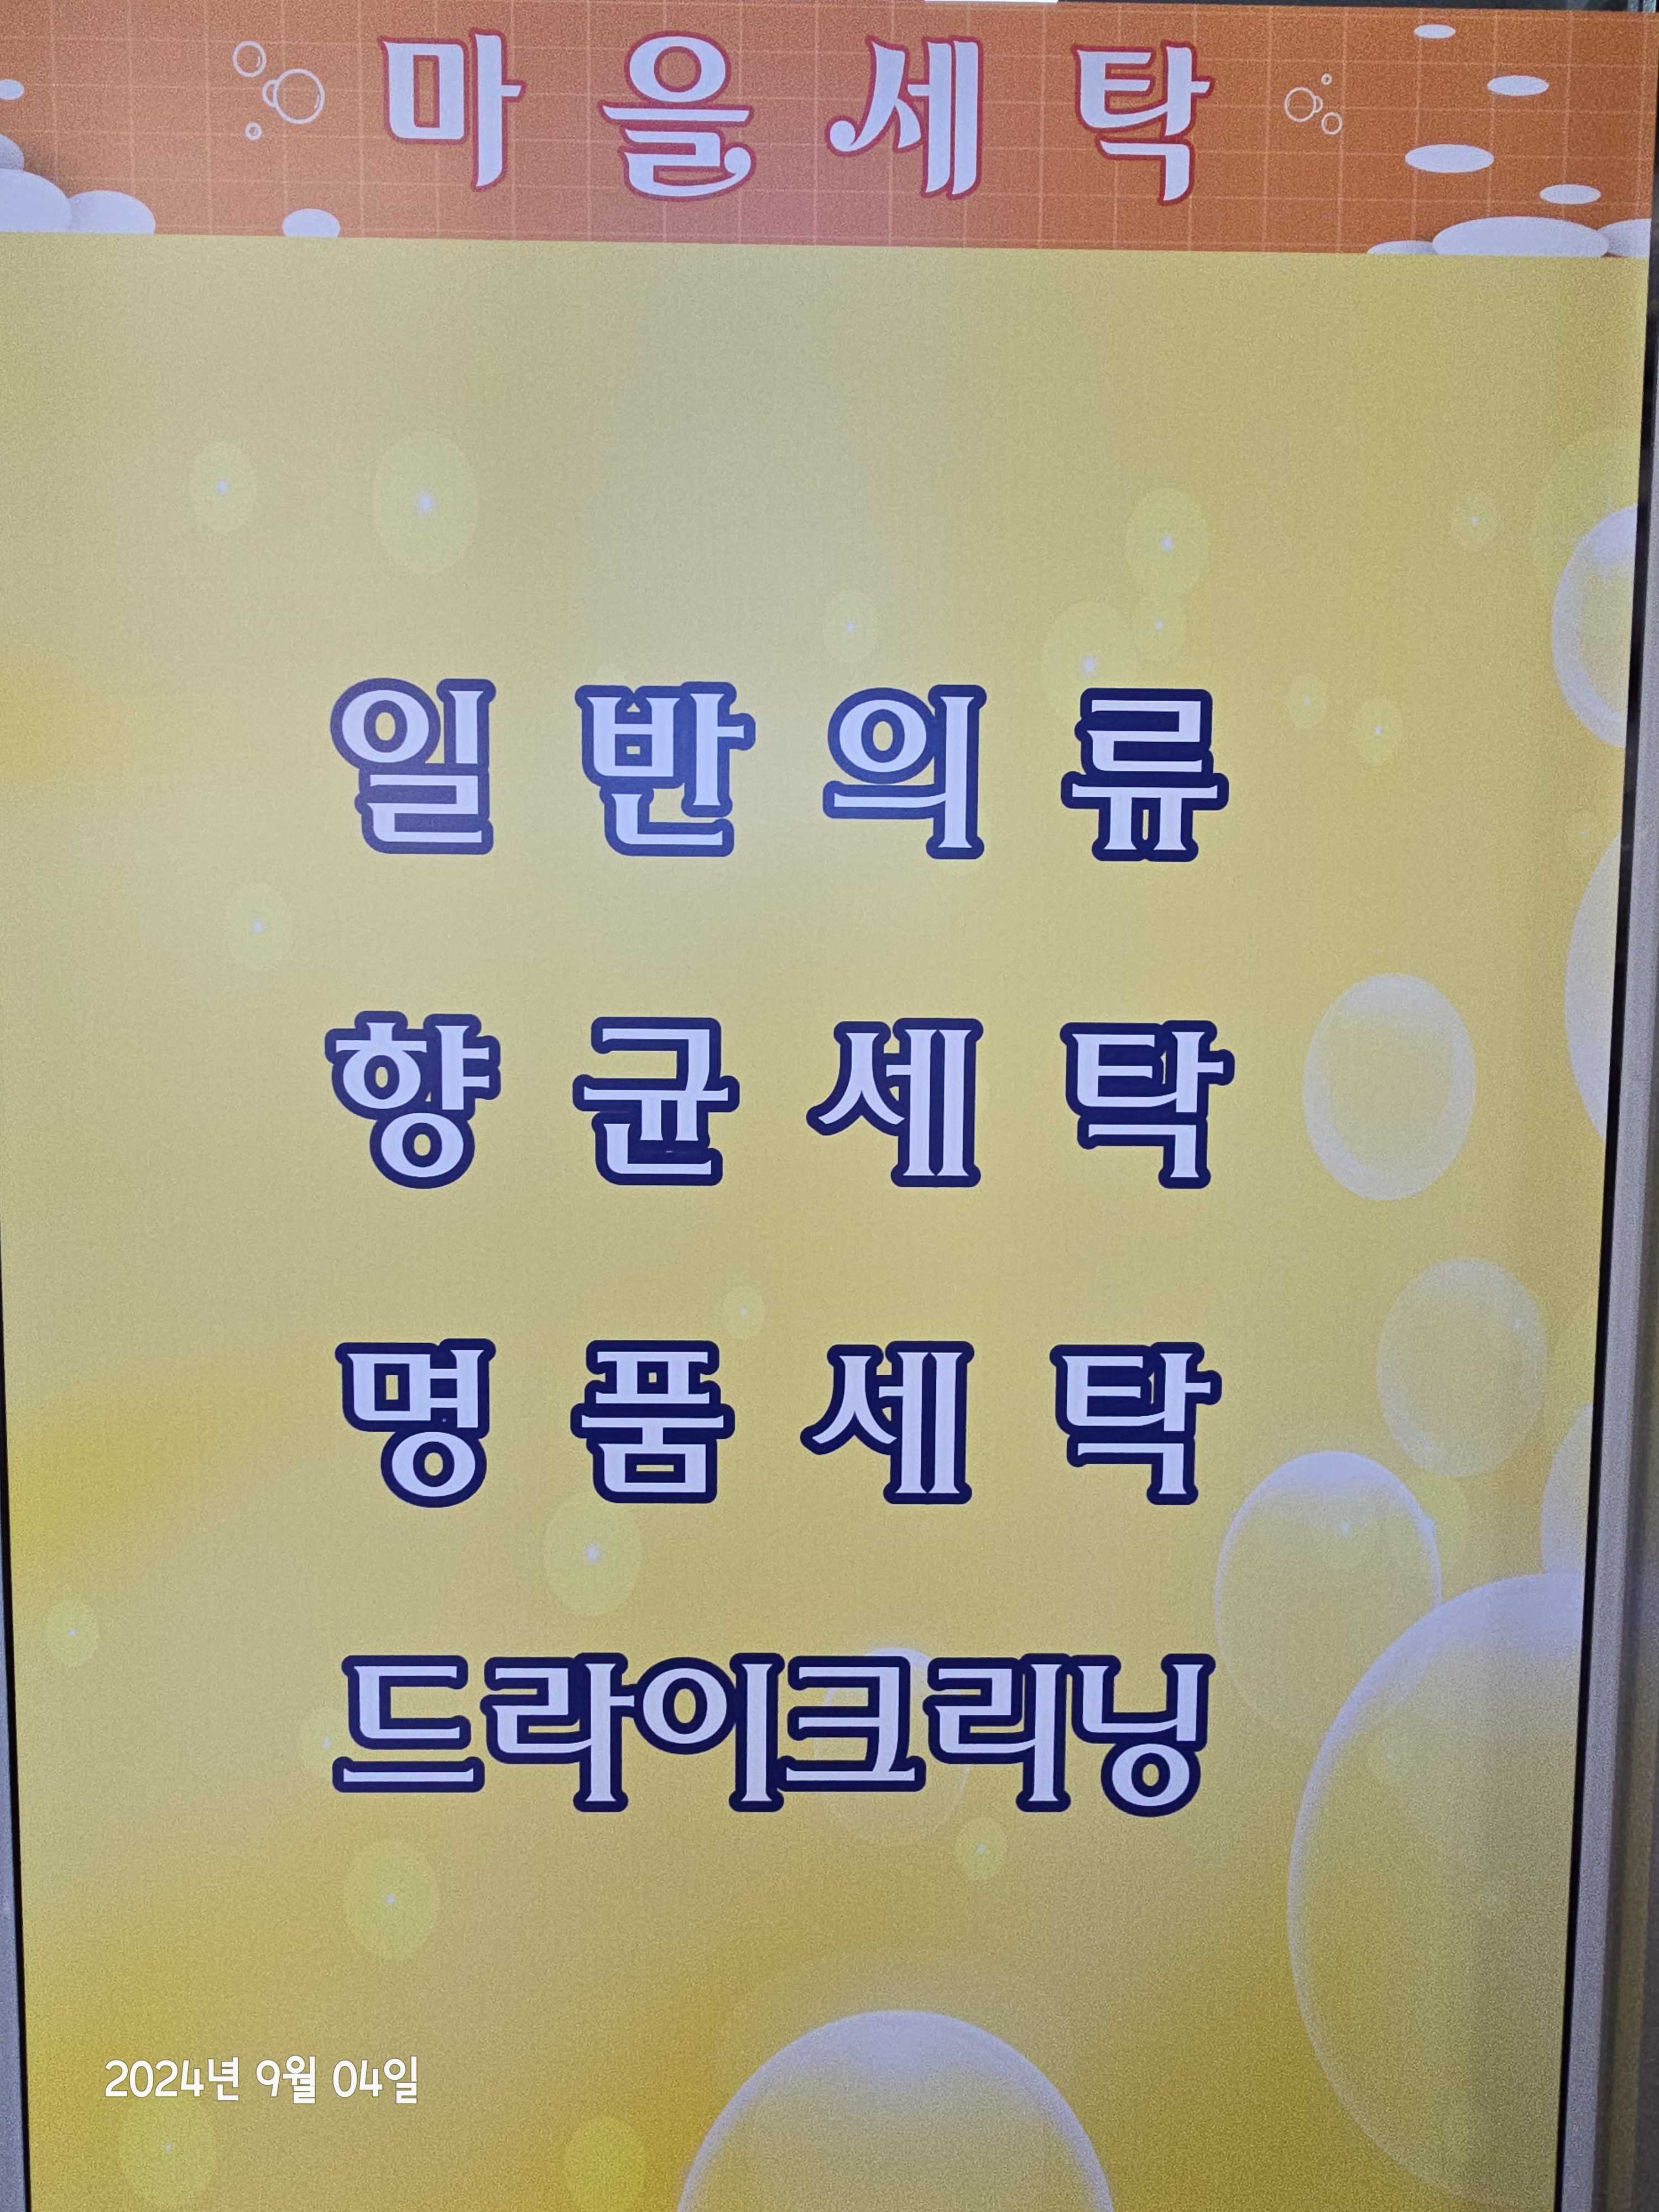 마을세탁
일반의류
향균세탁
명품세탁
드라이크리닝
2024년 9월 04일